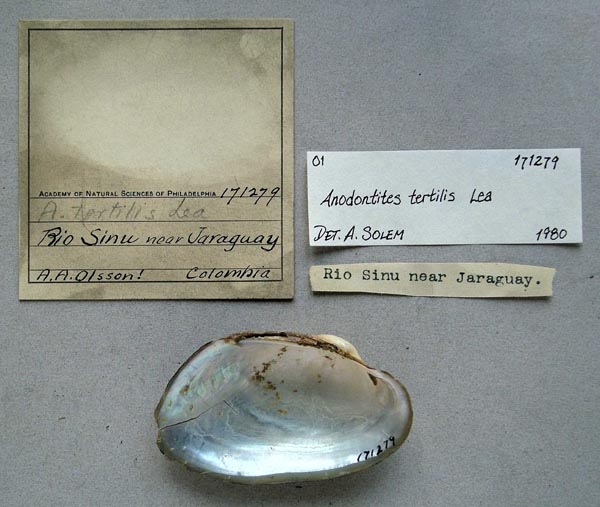 ACADEMY OF NATURAL SCIENCES OF PHILADELPHIA 171279
A. tertilis Lea
Rio Sinu near Jaraguay
A.A.Olsson! Colombia
01 171279
Anodontites tertilis Lea
DET. A. SOLEM 1980
Rio Sinu near Jaraguay.
171279